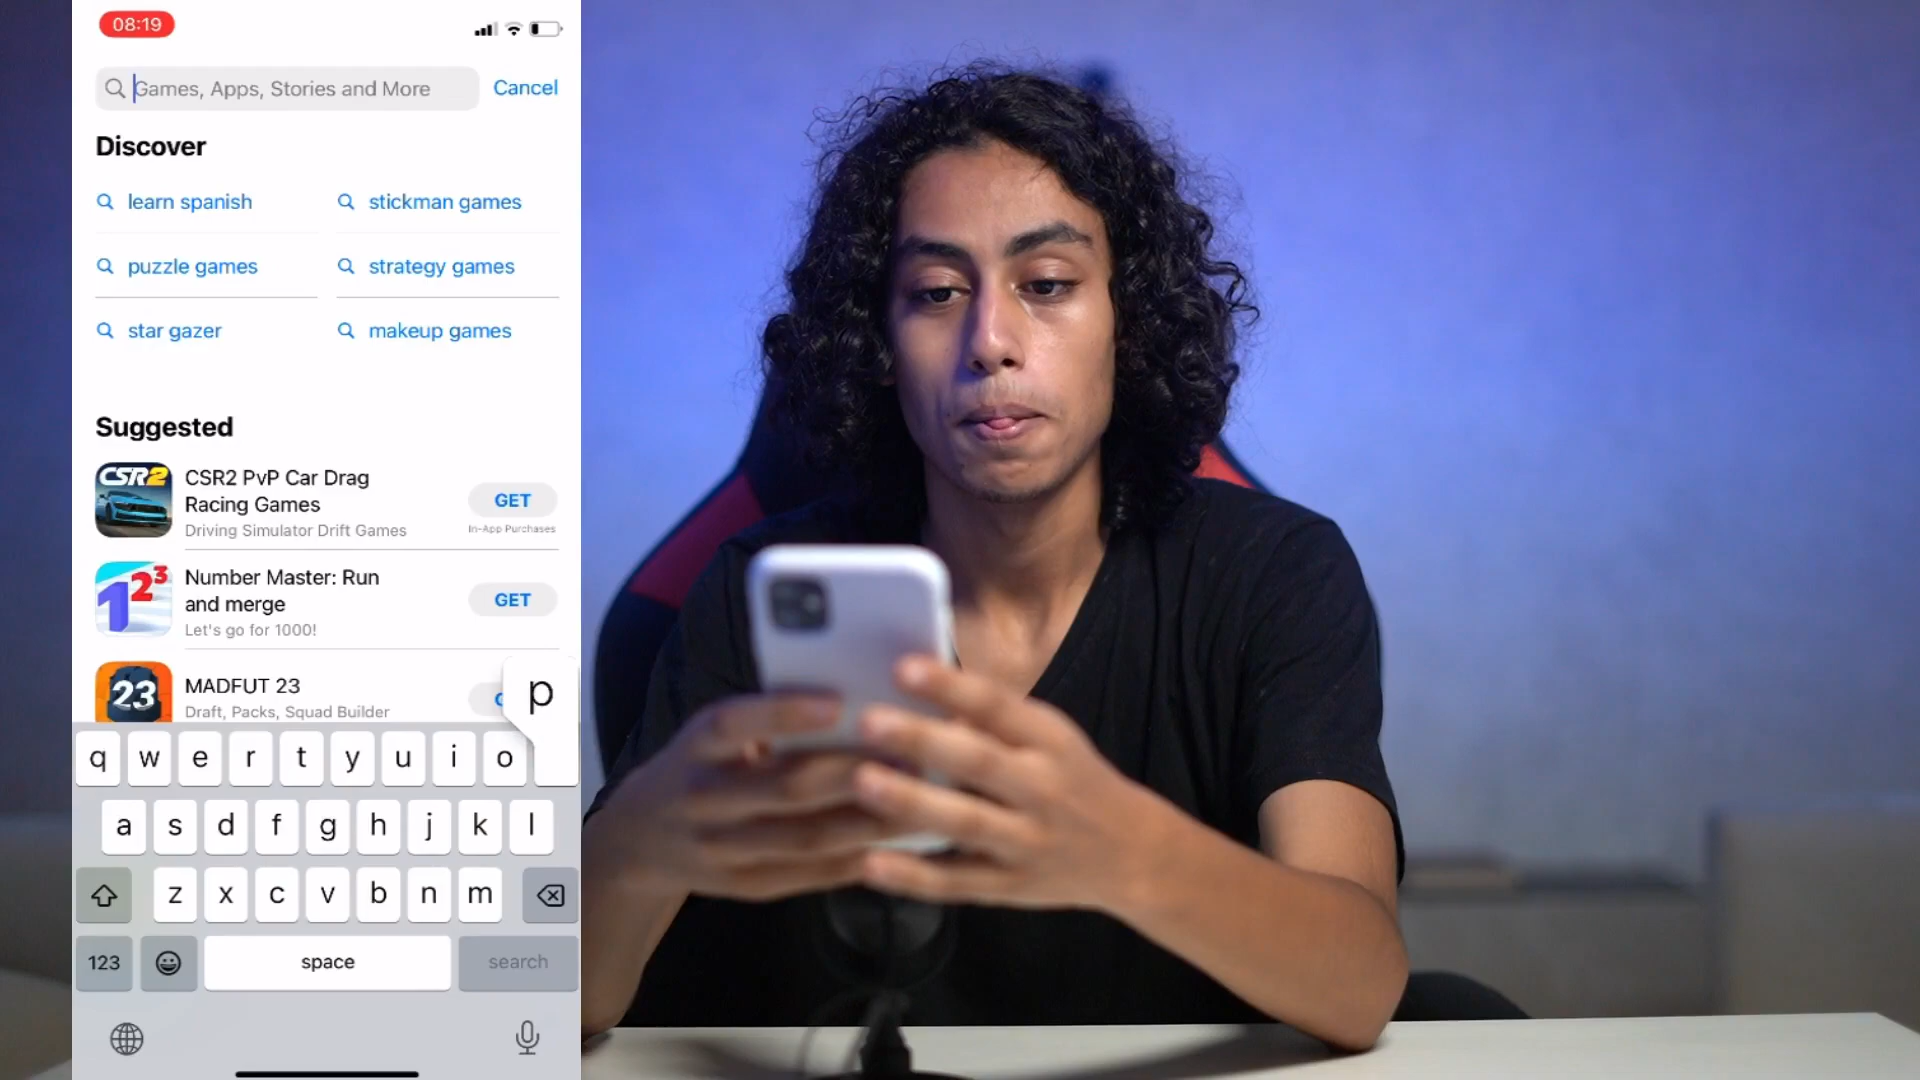 08:19
Games, Apps, Stories and More
Cancel
Discover
learn spanish
stickman games
puzzle games
strategy games
star gazer
makeup games
Suggested
CSR2
CSR2 PvP Car Drag
Racing Games
Driving Simulator Drift Games
GET
In-App Purchases
1 2 3
Number Master: Run
and merge
Let's go for 1000!
GET
23
MADFUT 23
Draft, Packs, Squad Builder
G
p
q w e r t y u i o
a s d f g h j k l
z x c v b n m
123
space
search